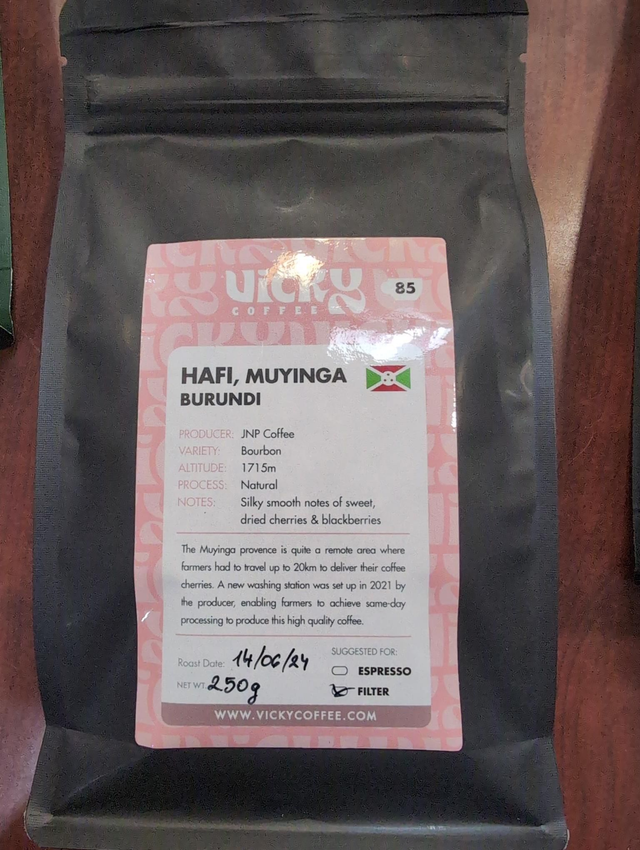 Vicky
COFFEE
85
HAFI, MUYINGA
BURUNDI
PRODUCER: JNP Coffee
VARIETY: Bourbon
ALTITUDE: 1715m
PROCESS: Natural
NOTES: Silky smooth notes of sweet,
dried cherries & blackberries
The Muyinga provence is quite a remote area where
farmers had to travel up to 20km to deliver their coffee
cherries. A new washing station was set up in 2021 by
the producer, enabling farmers to achieve same-day
processing to produce this high quality coffee.
Roast Date: 14/06/24
NET WT: 250g
SUGGESTED FOR:
ESPRESSO
FILTER
WWW.VICKYCOFFEE.COM